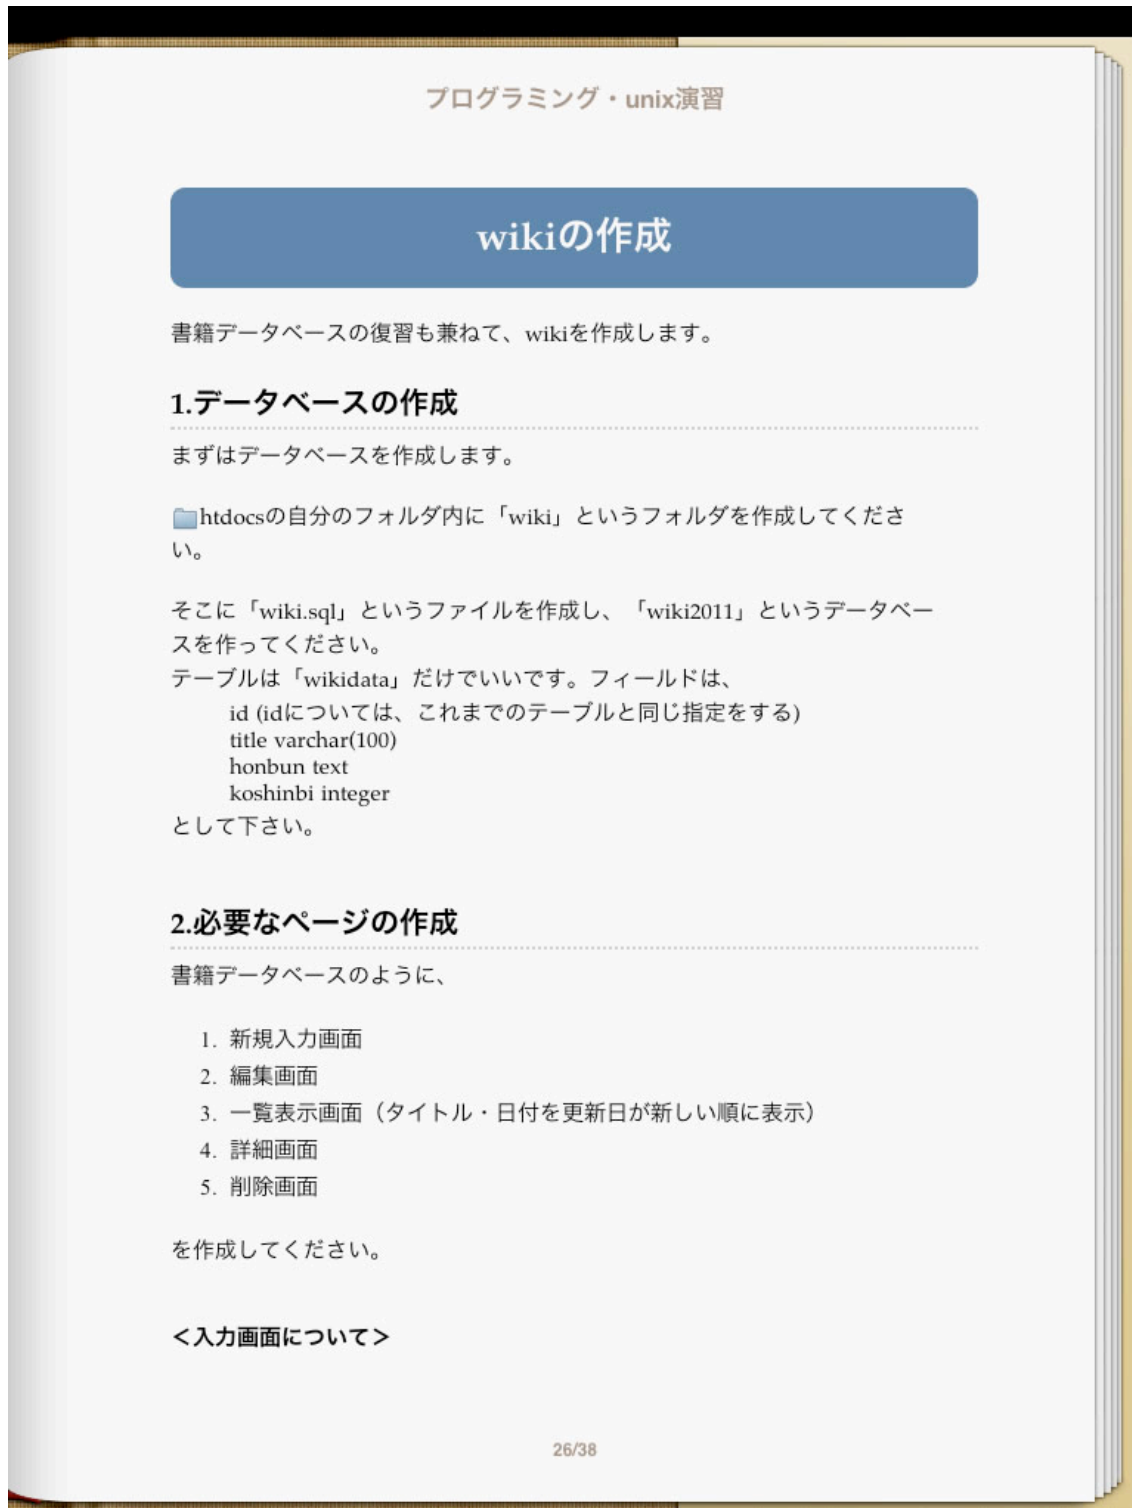 プログラミング・unix演習
wikiの作成
書籍データベースの復習も兼ねて、wikiを作成します。
1.データベースの作成
まずはデータベースを作成します。
htdocsの自分のフォルダ内に「wiki」というフォルダを作成してくださ
い。
そこに「wiki.sql」というファイルを作成し、「wiki2011」というデータベー
スを作ってください。
テーブルは「wikidata」だけでいいです。フィールドは、
id (idについては、これまでのテーブルと同じ指定をする)
title varchar(100)
honbun text
koshinbi integer
として下さい。
2.必要なページの作成
書籍データベースのように、
1. 新規入力画面
2. 編集画面
3. 一覧表示画面（タイトル・日付を更新日が新しい順に表示）
4. 詳細画面
5. 削除画面
を作成してください。
＜入力画面について＞
26/38